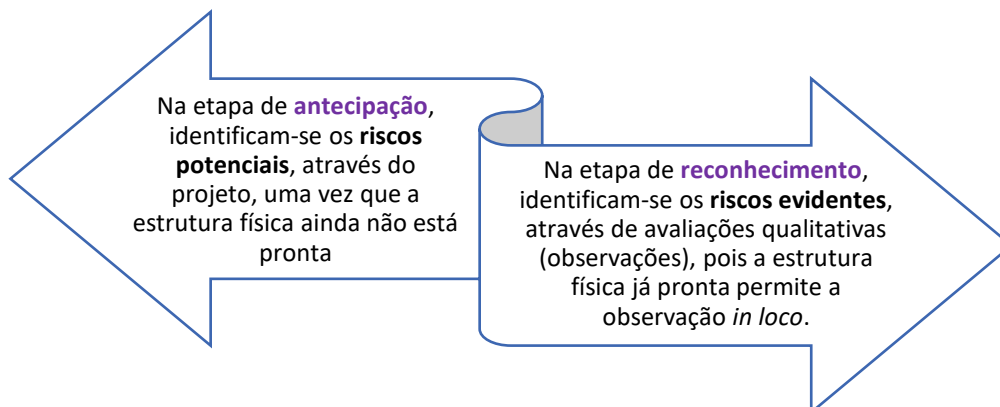 Na etapa de antecipação,
identificam-se os riscos
potenciais, através do
projeto, uma vez que a
estrutura física ainda não está
pronta
Na etapa de reconhecimento,
identificam-se os riscos evidentes,
através de avaliações qualitativas
(observações), pois a estrutura
física já pronta permite a
observação in loco.